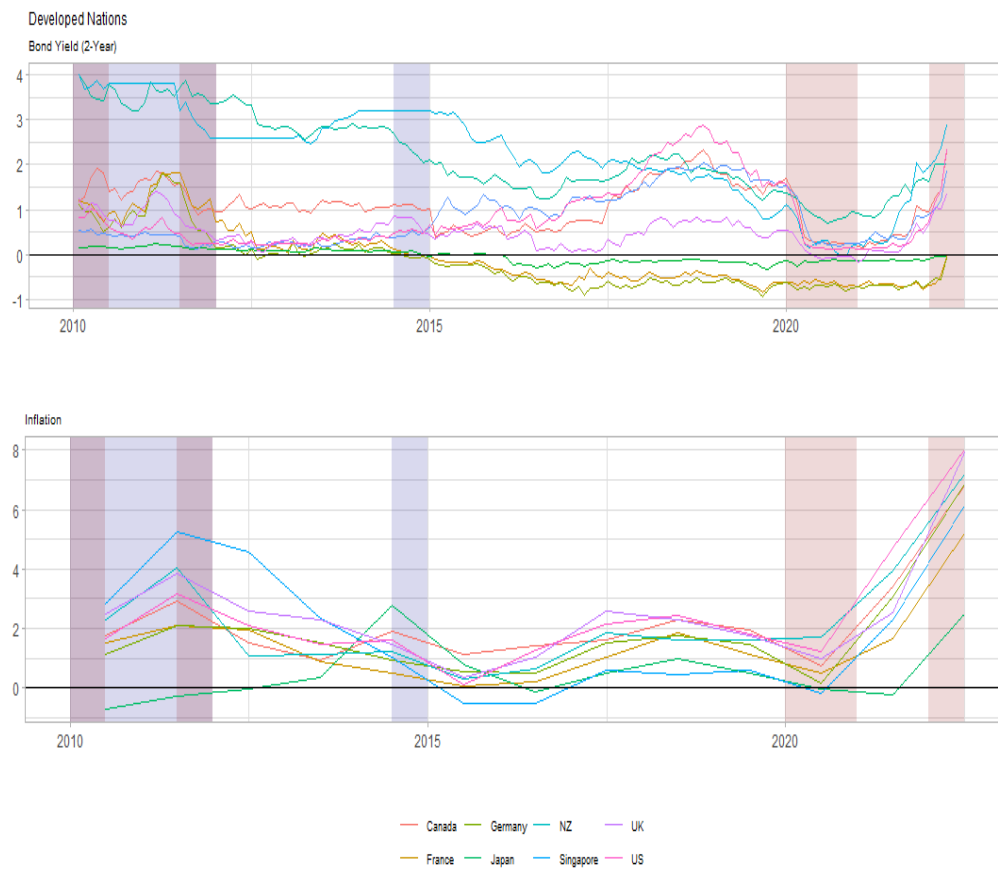 Developed Nations
Bond Yield (2-Year)
4
3
2
1
0
-1
2010 2015 2020
Inflation
8
6
4
2
0
2010 2015 2020
Canada Germany NZ UK
France Japan Singapore US